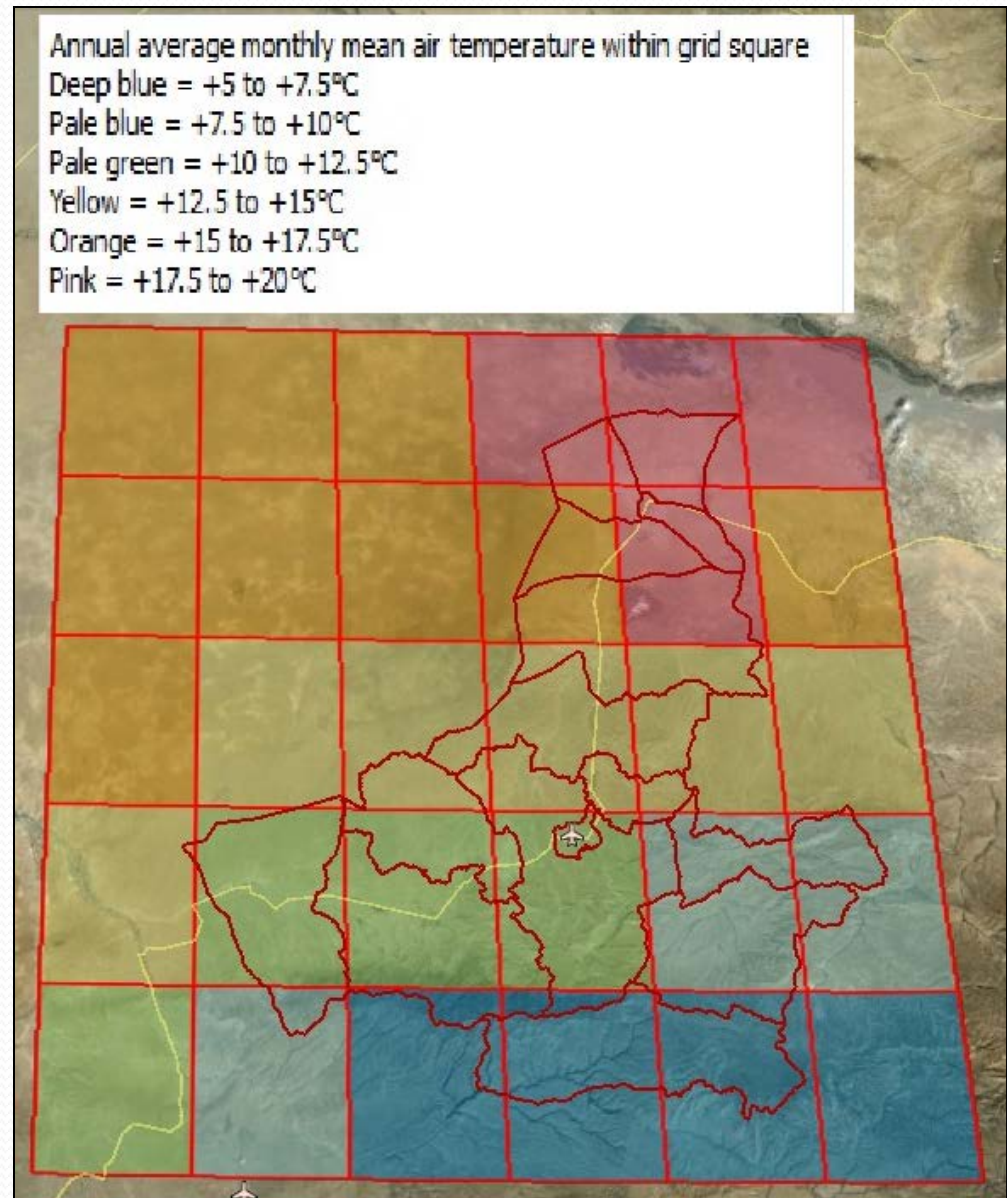 Annual average monthly mean air temperature within grid square
Deep blue = +5 to +7.5°C
Pale blue = +7.5 to +10°C
Pale green = +10 to +12.5°C
Yellow = +12.5 to +15°C
Orange = +15 to +17.5°C
Pink = +17.5 to +20°C